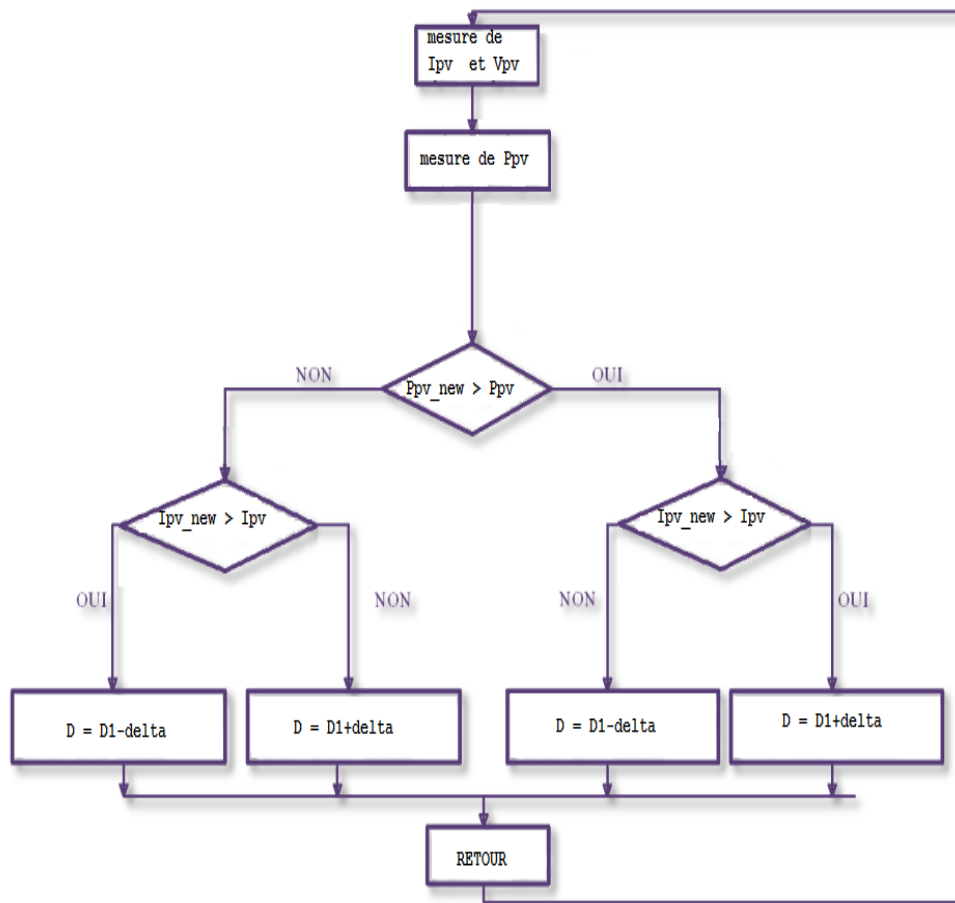 mesure de
Ipv et Vpv
mesure de Ppv
NON
Ppv_new > Ppv
OUI
Ipv_new > Ipv
Ipv_new > Ipv
OUI
NON
NON
OUI
D = D1-delta
D = D1+delta
D = D1-delta
D = D1+delta
RETOUR